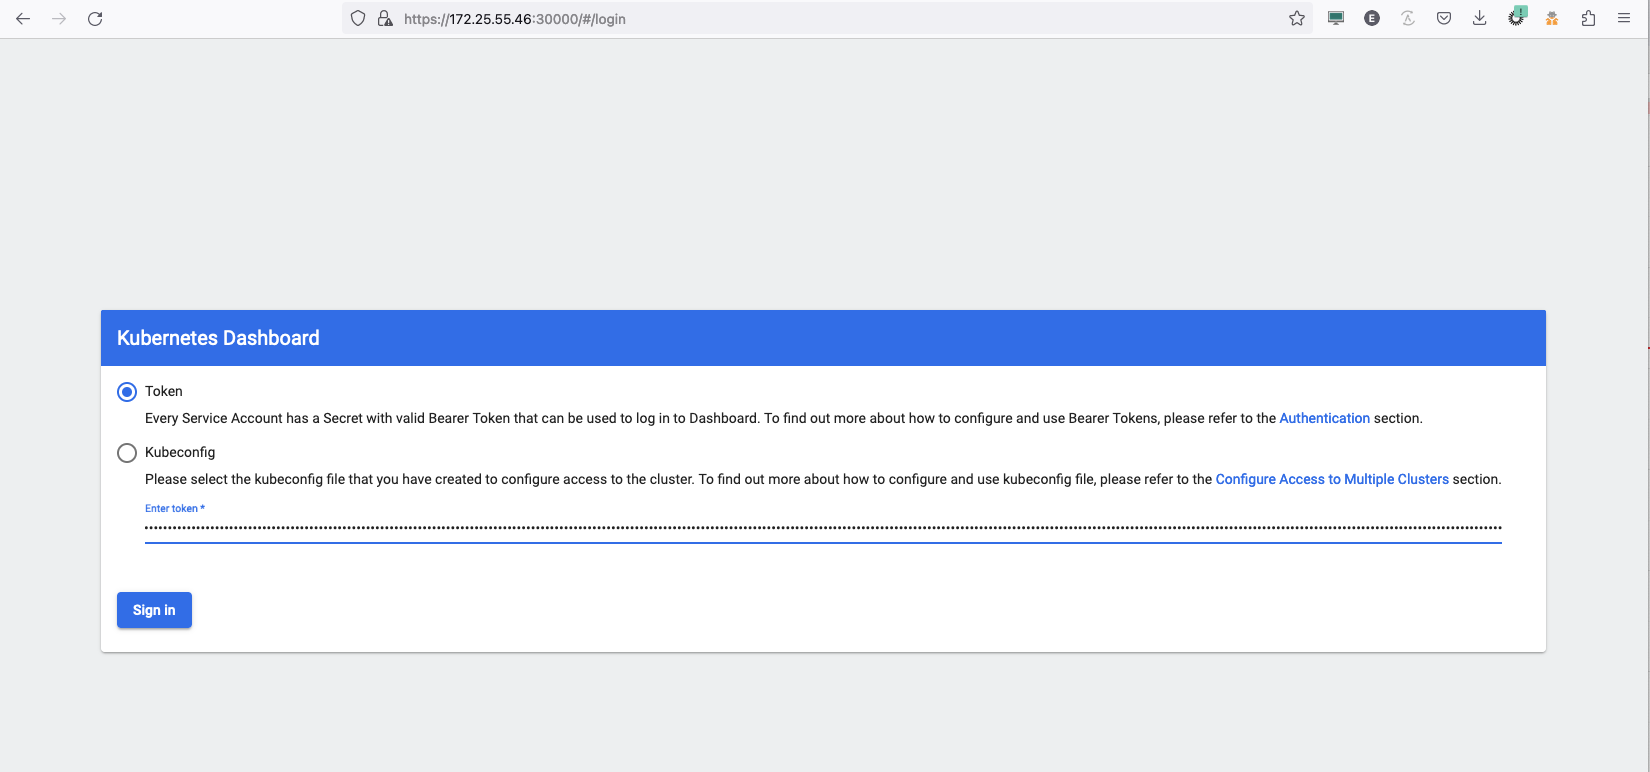 https://172.25.55.46:30000/#/login
E
Kubernetes Dashboard
Token
Every Service Account has a Secret with valid Bearer Token that can be used to log in to Dashboard. To find out more about how to configure and use Bearer Tokens, please refer to the Authentication section.
Kubeconfig
Please select the kubeconfig file that you have created to configure access to the cluster. To find out more about how to configure and use kubeconfig file, please refer to the Configure Access to Multiple Clusters section.
Enter token *
Sign in